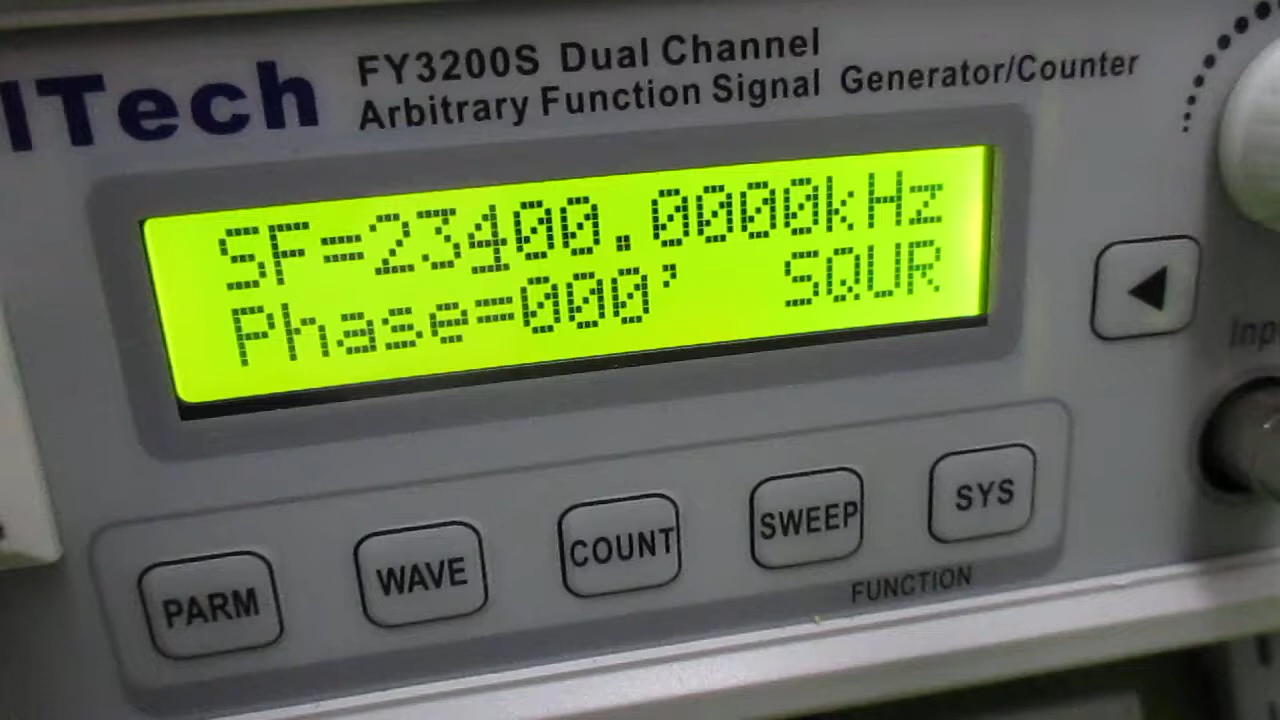 ITech
FY3200S Dual Channel
Arbitrary Function Signal Generator/Counter
SF=23400.0000kHz
Phase=000' SQUR
Inp
PARM
WAVE
COUNT
SWEEP
SYS
FUNCTION